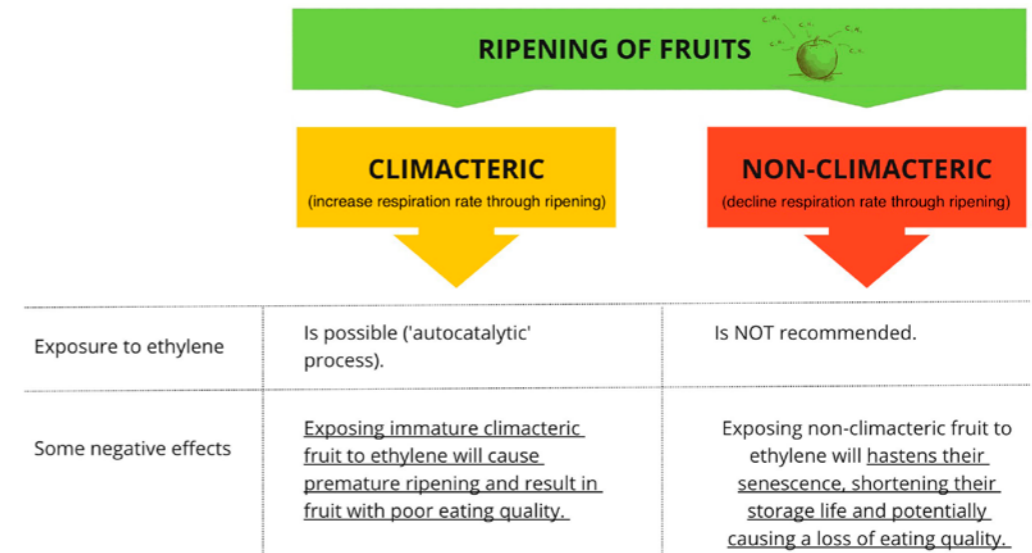 RIPENING OF FRUITS
CLIMACTERIC
(increase respiration rate through ripening)
NON-CLIMACTERIC
(decline respiration rate through ripening)
Exposure to ethylene
Is possible ('autocatalytic'
process).
Is NOT recommended.
Some negative effects
Exposing immature climacteric
fruit to ethylene will cause
premature ripening and result in
fruit with poor eating quality.
Exposing non-climacteric fruit to
ethylene will hastens their
senescence, shortening their
storage life and potentially
causing a loss of eating quality.